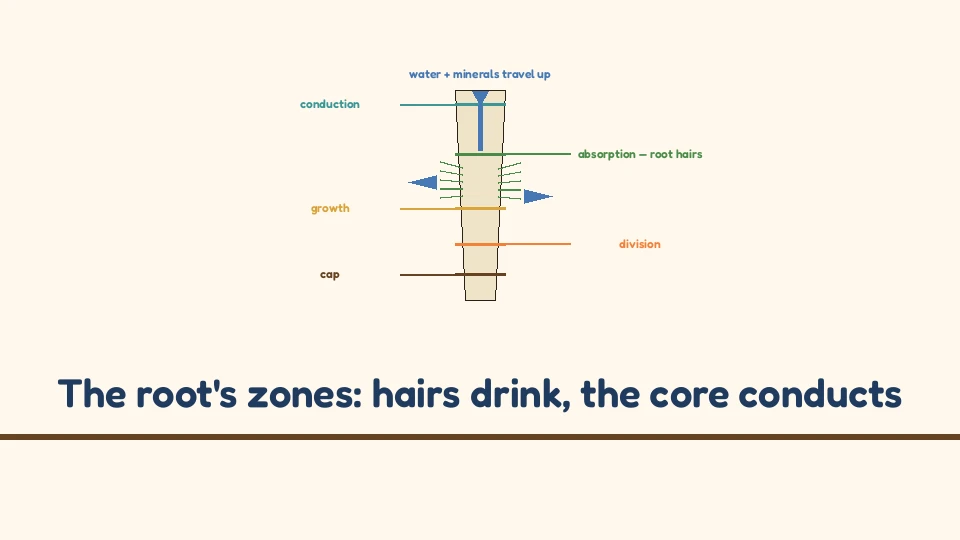 water + minerals travel up
conduction
absorption – root hairs
growth
division
cap
The root's zones: hairs drink, the core conducts